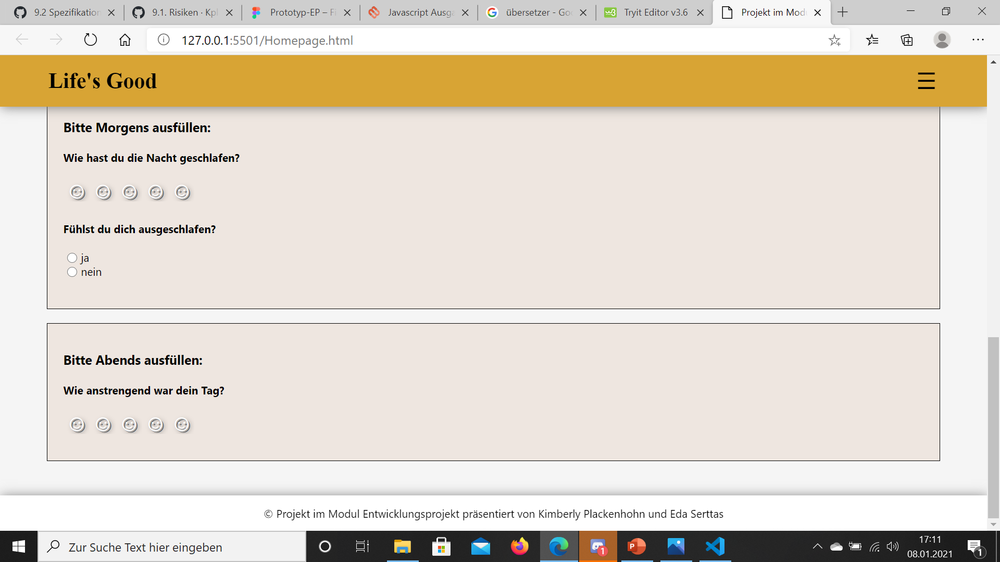 9.2 Spezifikation
9.1. Risiken · Kpl
Prototyp-EP – Fi
Javascript Ausga
übersetzer - Goo
Tryit Editor v3.6
Projekt im Modu
127.0.0.1:5501/Homepage.html
Life's Good
Bitte Morgens ausfüllen:
Wie hast du die Nacht geschlafen?
Fühlst du dich ausgeschlafen?
ja
nein
Bitte Abends ausfüllen:
Wie anstrengend war dein Tag?
© Projekt im Modul Entwicklungsprojekt präsentiert von Kimberly Plackenhohn und Eda Serttas
Zur Suche Text hier eingeben
1
17:11
08.01.2021
1